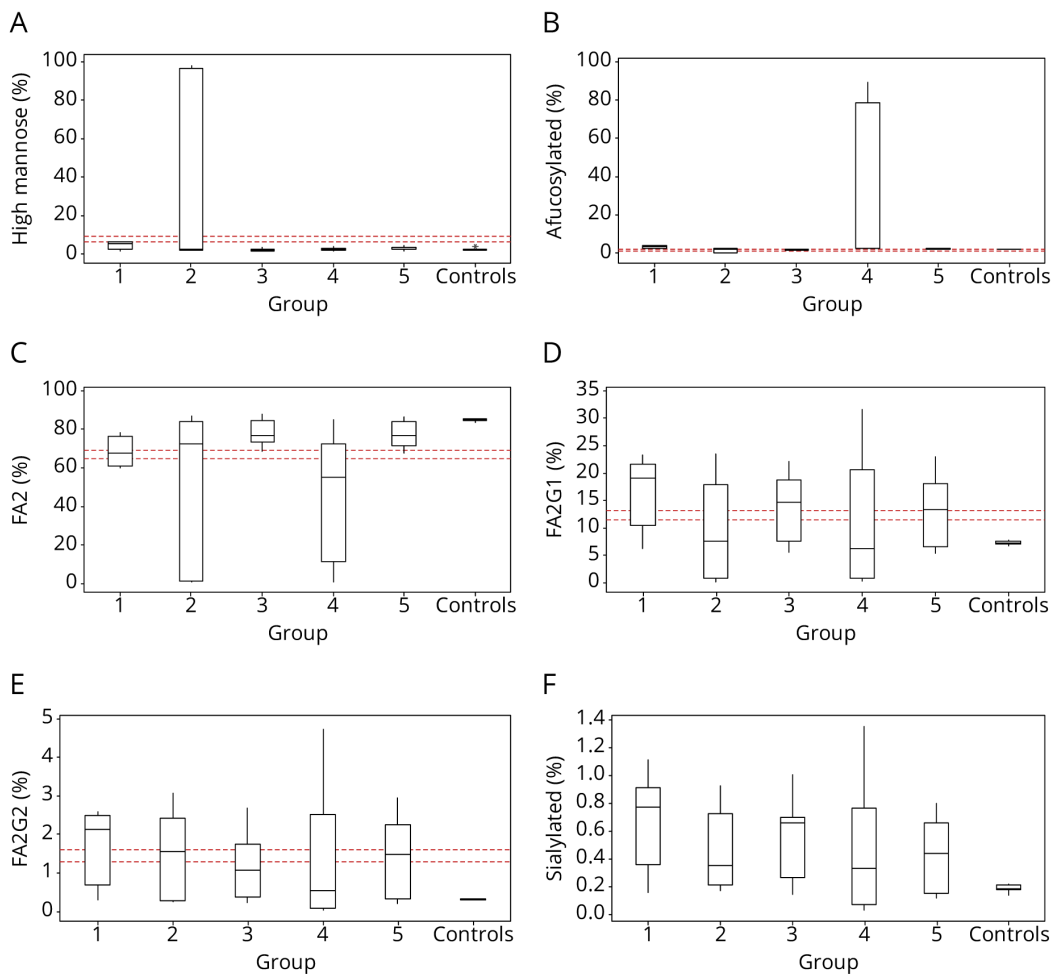 A
High mannose (%)
100
80
60
40
20
0
1 2 3 4 5 Controls
Group
B
Afucosylated (%)
100
80
60
40
20
0
1 2 3 4 5 Controls
Group
C
FA2 (%)
100
80
60
40
20
0
1 2 3 4 5 Controls
Group
D
FA2G1 (%)
35
30
25
20
15
10
5
0
1 2 3 4 5 Controls
Group
E
FA2G2 (%)
5
4
3
2
1
0
1 2 3 4 5 Controls
Group
F
Sialylated (%)
1.4
1.2
1.0
0.8
0.6
0.4
0.2
0.0
1 2 3 4 5 Controls
Group